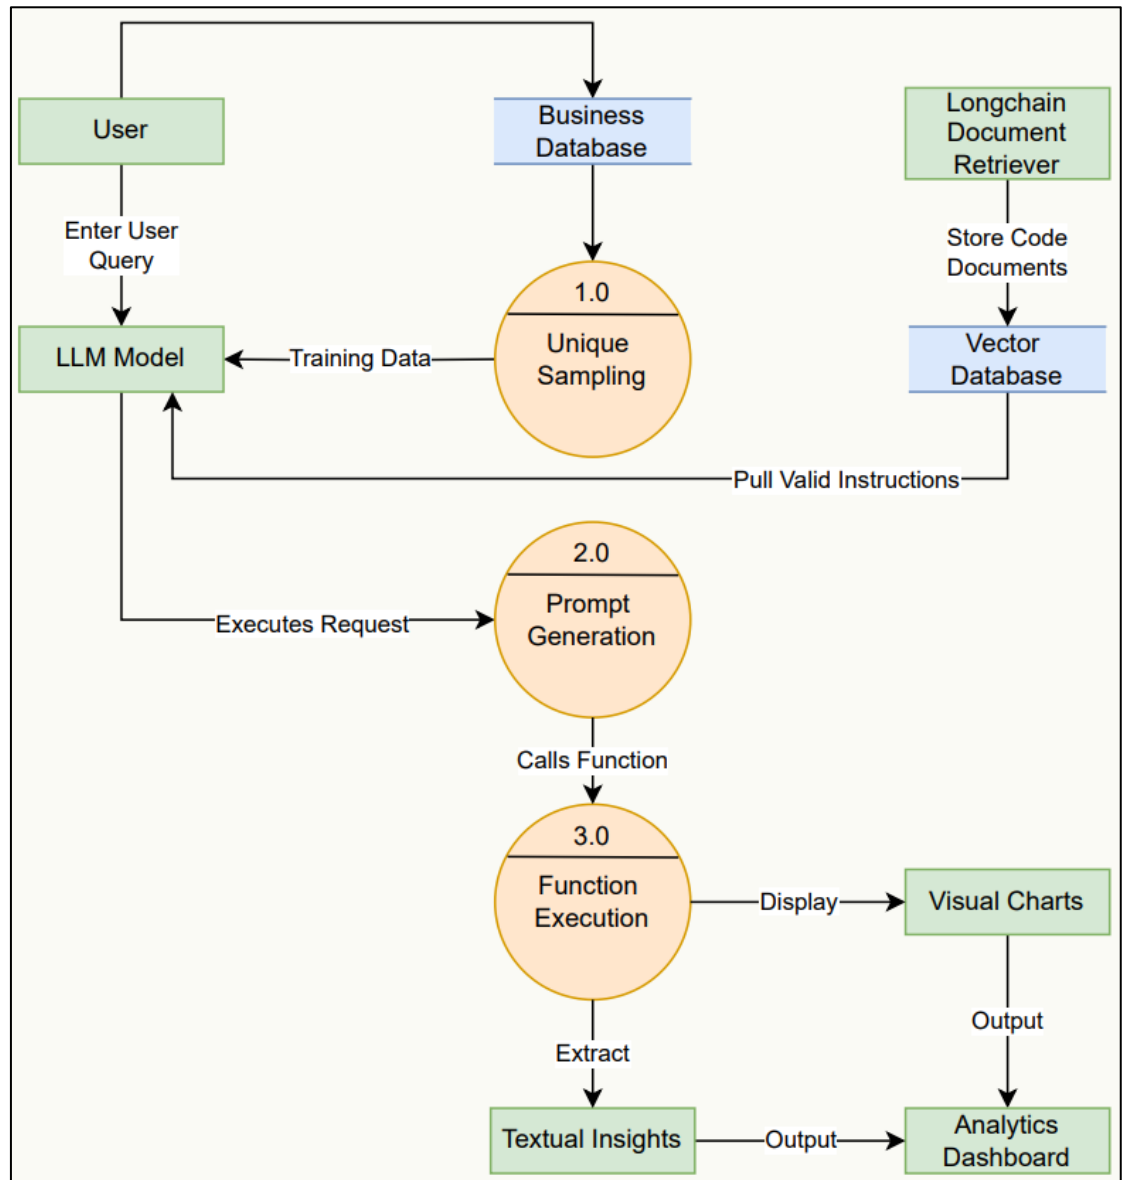 User
Business
Database
Longchain
Document
Retriever
Enter User
Query
Store Code
Documents
1.0
Unique
Sampling
LLM Model
Training Data
Vector
Database
Pull Valid Instructions
2.0
Prompt
Generation
Executes Request
Calls Function
3.0
Function
Execution
Display
Visual Charts
Output
Extract
Textual Insights
Output
Analytics
Dashboard